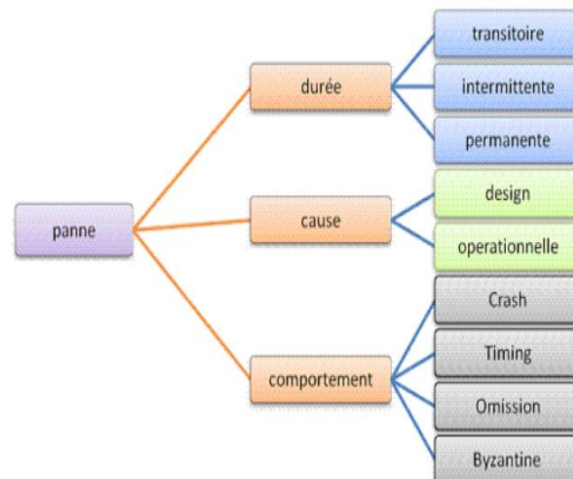 transitoire
durée
intermittente
permanente
design
panne
cause
operationnelle
Crash
Timing
comportement
Omission
Byzantine